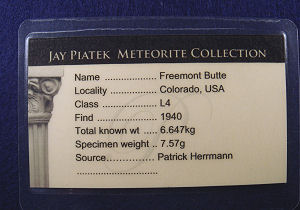 JAY PIATEK METEORITE COLLECTION
Name .................. Freemont Butte
Locality ............... Colorado, USA
Class ................... L4
Find ..................... 1940
Total known wt ..... 6.647kg
Specimen weight .. 7.57g
Source............... Patrick Herrmann
...........................